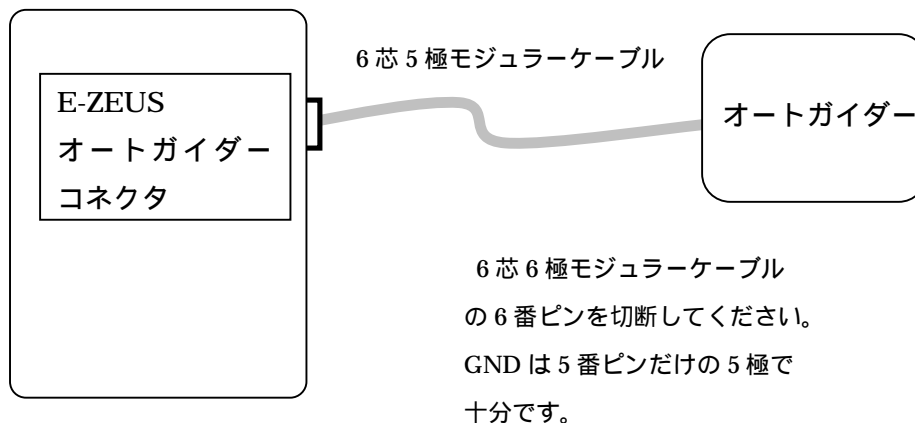 6芯5極モジュラーケーブル
E-ZEUS
オートガイダー
コネクタ
オートガイダー
6芯6極モジュラーケーブル
の6番ピンを切断してください。
GNDは5番ピンだけの5極で
十分です。